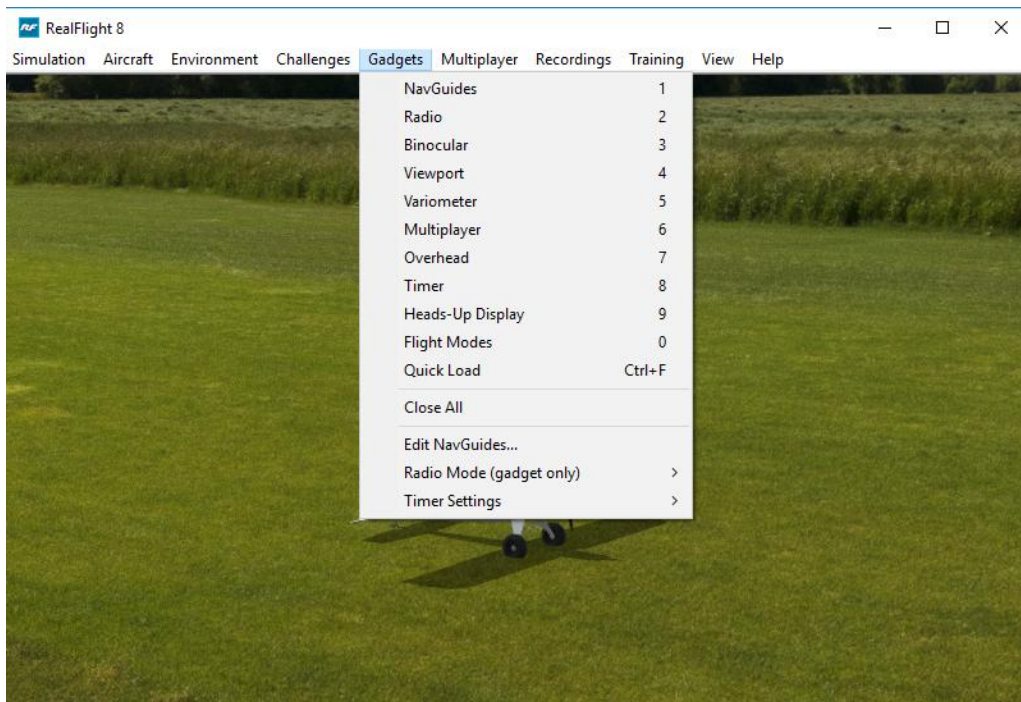 RF RealFlight 8
Simulation Aircraft Environment Challenges Gadgets Multiplayer Recordings Training View Help
NavGuides 1
Radio 2
Binocular 3
Viewport 4
Variometer 5
Multiplayer 6
Overhead 7
Timer 8
Heads-Up Display 9
Flight Modes 0
Quick Load Ctrl+F
Close All
Edit NavGuides...
Radio Mode (gadget only)
Timer Settings